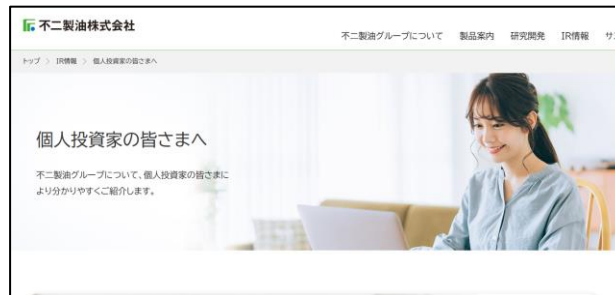 不二製油株式会社
不二製油グループについて 製品案内 研究開発 IR情報 サ
トップ 〉 IR情報 〉 個人投資家の皆さまへ
個人投資家の皆さまへ
不二製油グループについて、個人投資家の皆さまに
より分かりやすくご紹介します。